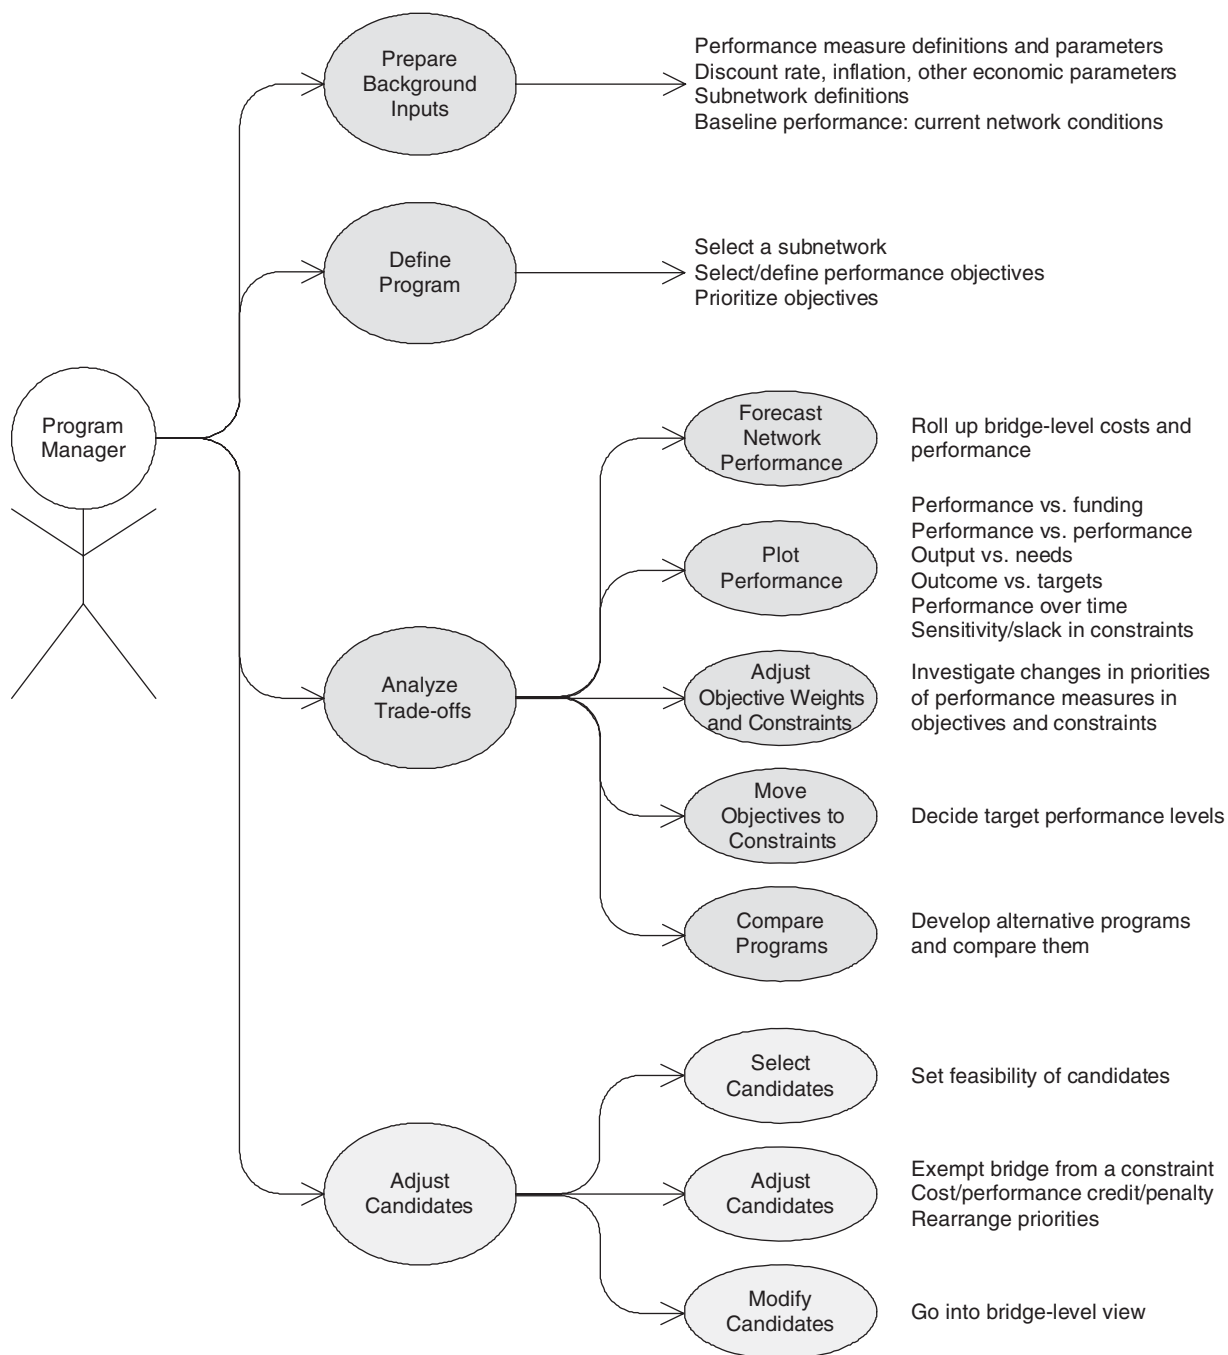 Prepare
Background
Inputs
Performance measure definitions and parameters
Discount rate, inflation, other economic parameters
Subnetwork definitions
Baseline performance: current network conditions
Define
Program
Select a subnetwork
Select/define performance objectives
Prioritize objectives
Program
Manager
Forecast
Network
Performance
Roll up bridge-level costs and
performance
Plot
Performance
Performance vs. funding
Performance vs. performance
Output vs. needs
Outcome vs. targets
Performance over time
Sensitivity/slack in constraints
Analyze
Trade-offs
Adjust
Objective Weights
and Constraints
Investigate changes in priorities
of performance measures in
objectives and constraints
Move
Objectives to
Constraints
Decide target performance levels
Compare
Programs
Develop alternative programs
and compare them
Select
Candidates
Set feasibility of candidates
Adjust
Candidates
Adjust
Candidates
Exempt bridge from a constraint
Cost/performance credit/penalty
Rearrange priorities
Modify
Candidates
Go into bridge-level view